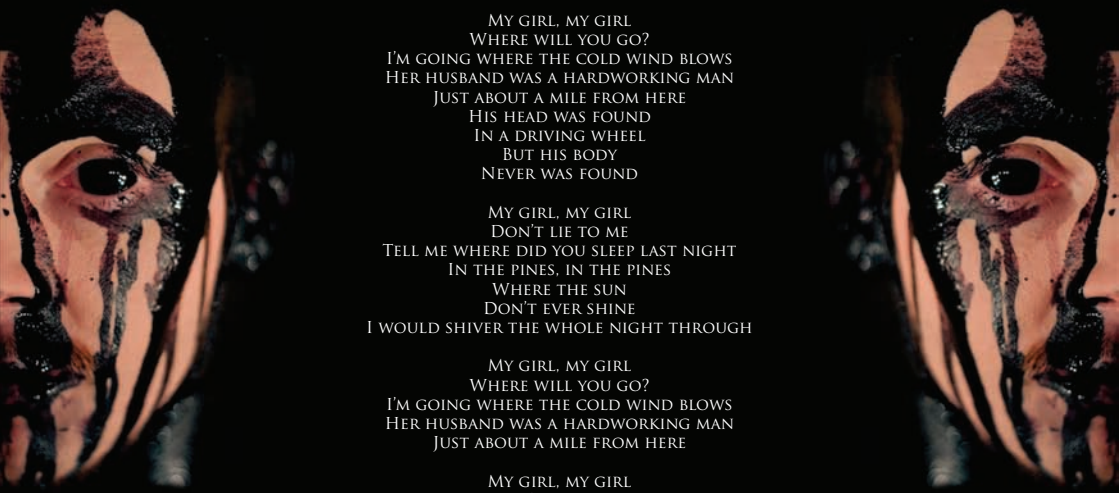 My girl, my girl
Where will you go?
I'm going where the cold wind blows
Her husband was a hardworking man
Just about a mile from here
His head was found
In a driving wheel
But his body
Never was found

My girl, my girl
Don't lie to me
Tell me where did you sleep last night
In the pines, in the pines
Where the sun
Don't ever shine
I would shiver the whole night through

My girl, my girl
Where will you go?
I'm going where the cold wind blows
Her husband was a hardworking man
Just about a mile from here

My girl, my girl